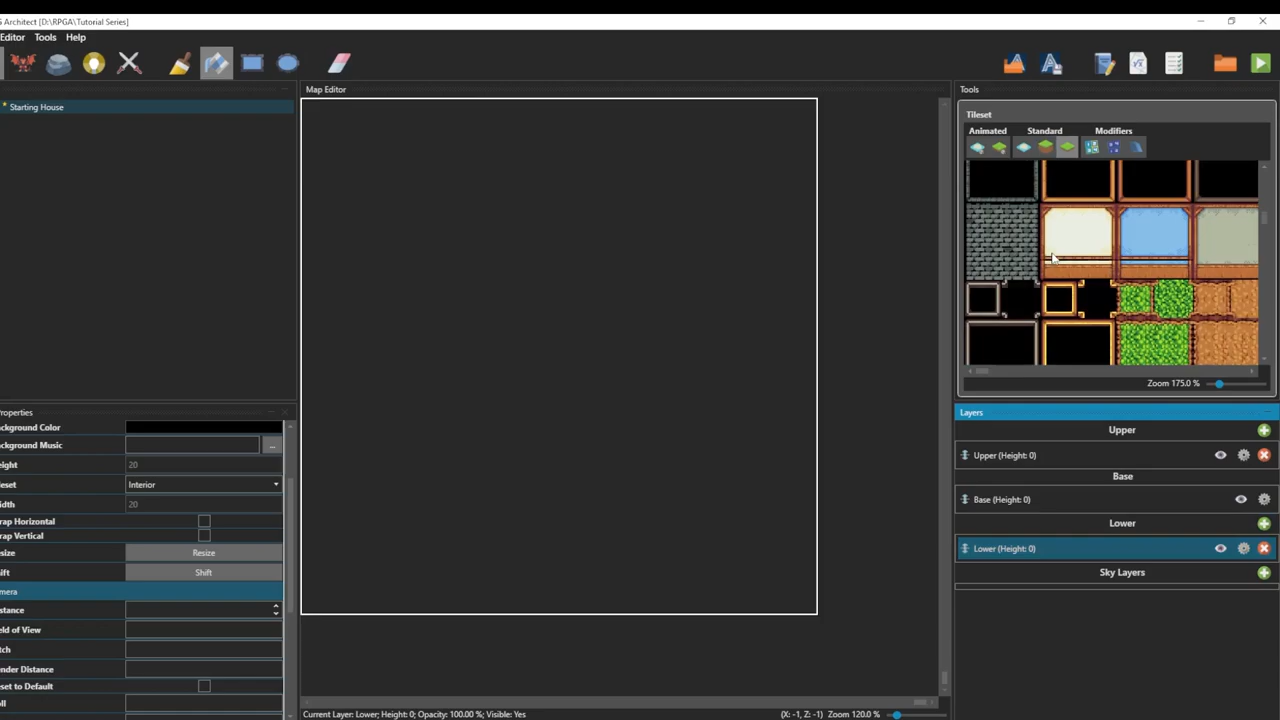 G Architect [D:\RPGA\Tutorial Series]
Editor Tools Help
Starting House
Map Editor
Tools
Tileset
Animated Standard Modifiers
Zoom 175.0 %
Layers
Upper
Upper (Height: 0)
Base
Base (Height: 0)
Lower
Lower (Height: 0)
Sky Layers
Properties
ackground Color
ackground Music ...
eight 20
leset Interior
idth 20
rap Horizontal
rap Vertical
esize Resize
hift Shift
amera
istance
eld of View
itch
ender Distance
eset to Default
oll
Current Layer: Lower; Height: 0; Opacity: 100.00 %; Visible: Yes
(X: -1, Z: -1) Zoom 120.0 %